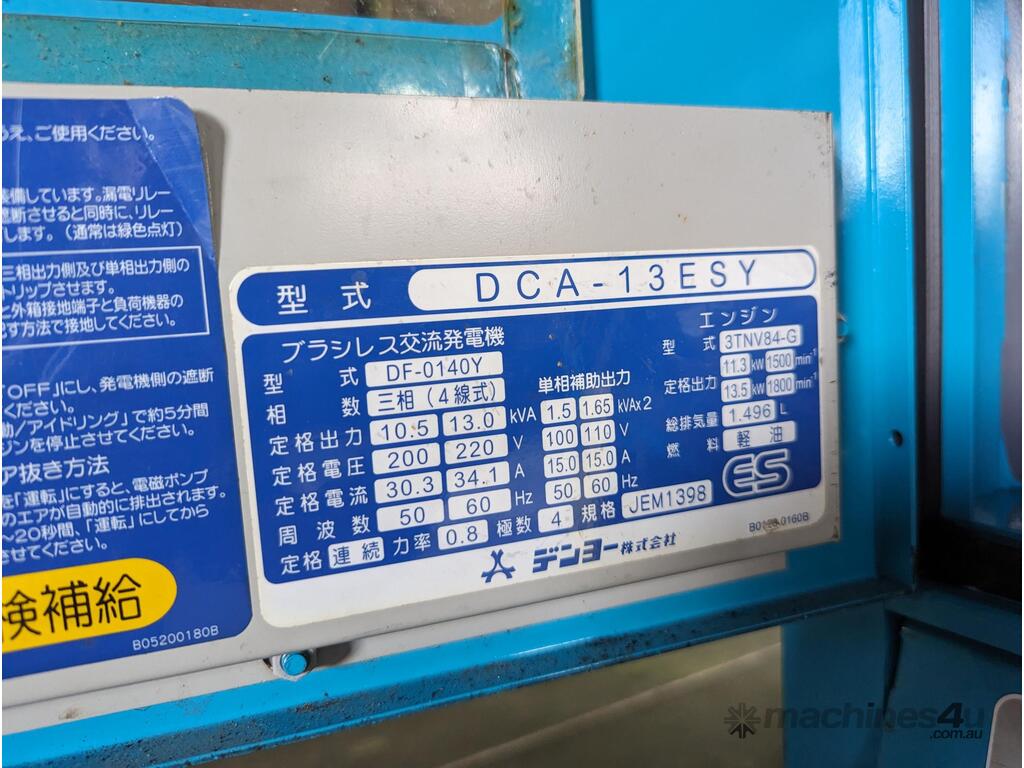 え、ご使用ください。
備しています。漏電リレー
遮断させると同時に、リレー
します。（通常は緑色点灯）
三相出力側及び単相出力側の
トリップさせます。
と外箱接地端子と負荷機器の
す方法で接地してください。
OFF」にし、発電機側の遮断
ください。
動/アイドリング」で約5分間
ジンを停止させてください。
ア抜き方法
を「運転」にすると、電磁ポンプ
のエアが自動的に排出されます。
～20秒間、「運転」にしてから
させてください。
検補給
B05200180B
型式 DCA-13ESY
ブラシレス交流発電機
型式 DF-0140Y
相数 三相（4線式）
定格出力 10.5 13.0 kVA
定格電圧 200 220 V
定格電流 30.3 34.1 A
周波数 50 60 Hz
定格 連続 力率 0.8 極数 4 規格 JEM1398
単相補助出力
1.5 1.65 kVAx2
100 110 V
15.0 15.0 A
50 60 Hz
エンジン
型式 3TNV84-G
定格出力 11.3 kW 1500 min⁻¹
13.5 kW 1800 min⁻¹
総排気量 1.496 L
燃料 軽油
ES
デンヨー株式会社
machines4u
.com.au